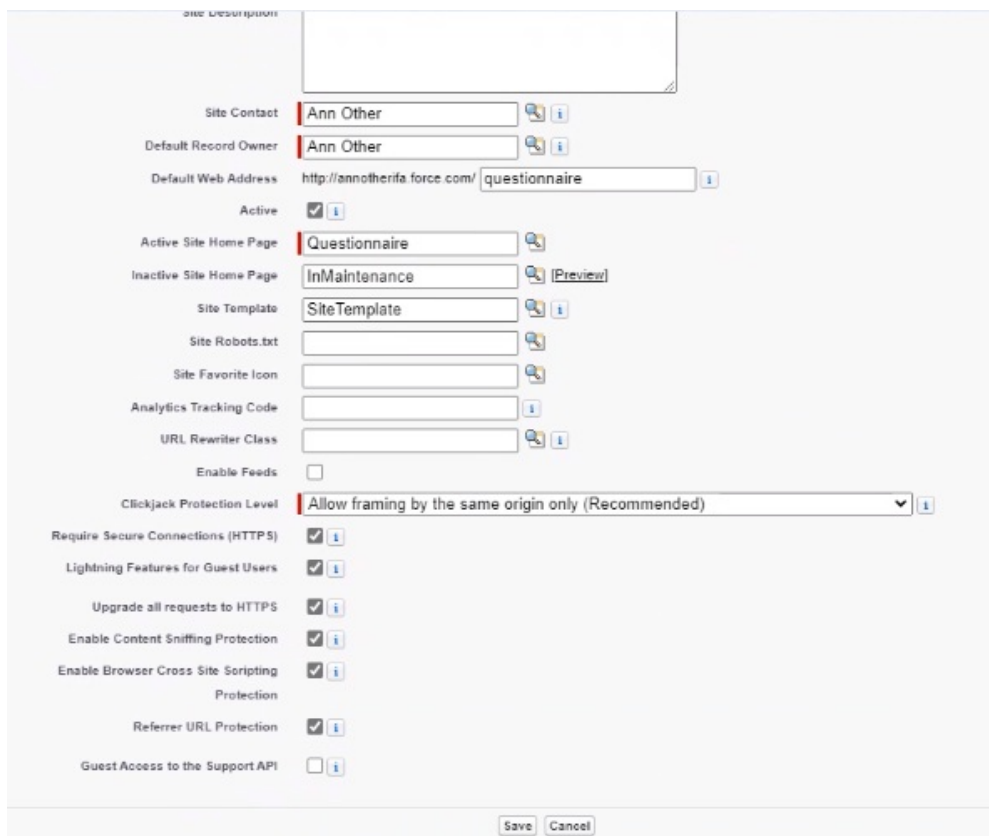 Site Description
Site Contact Ann Other
Default Record Owner Ann Other
Default Web Address http://annotherifa.force.com/ questionnaire
Active
Active Site Home Page Questionnaire
Inactive Site Home Page InMaintenance [Preview]
Site Template SiteTemplate
Site Robots.txt
Site Favorite Icon
Analytics Tracking Code
URL Rewriter Class
Enable Feeds
Clickjack Protection Level Allow framing by the same origin only (Recommended)
Require Secure Connections (HTTPS)
Lightning Features for Guest Users
Upgrade all requests to HTTPS
Enable Content Sniffing Protection
Enable Browser Cross Site Scripting
Protection
Referrer URL Protection
Guest Access to the Support API
Save Cancel